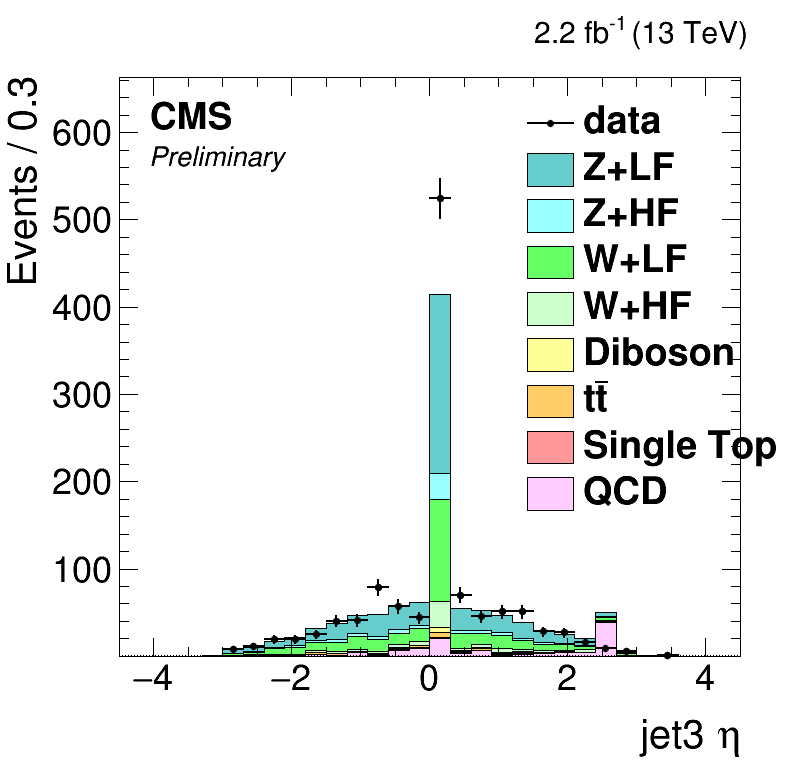 2.2 fb⁻¹ (13 TeV)
Events / 0.3
CMS
Preliminary
data
Z+LF
Z+HF
W+LF
W+HF
Diboson
tt̄
Single Top
QCD
600
500
400
300
200
100
−4 −2 0 2 4
jet3 η